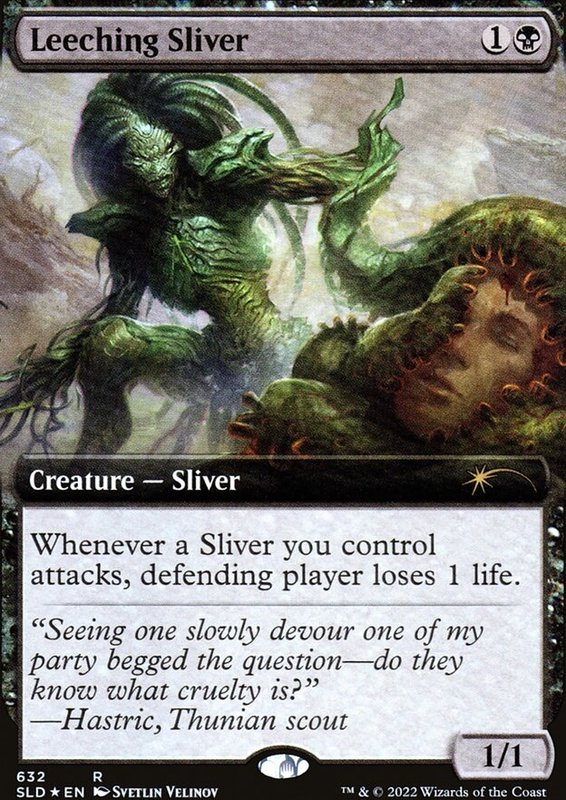 Leeching Sliver 1
Creature — Sliver
Whenever a Sliver you control
attacks, defending player loses 1 life.
“Seeing one slowly devour one of my
party begged the question—do they
know what cruelty is?”
—Hastric, Thunian scout
1/1
632 R
SLD ★ EN Svetlin Velinov
™ & © 2022 Wizards of the Coast